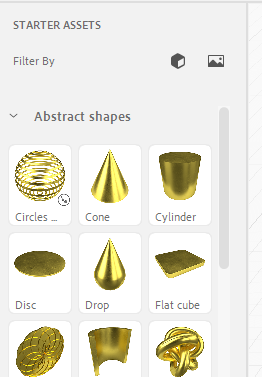 STARTER ASSETS
Filter By
Abstract shapes
Circles ...
Cone
Cylinder
Disc
Drop
Flat cube